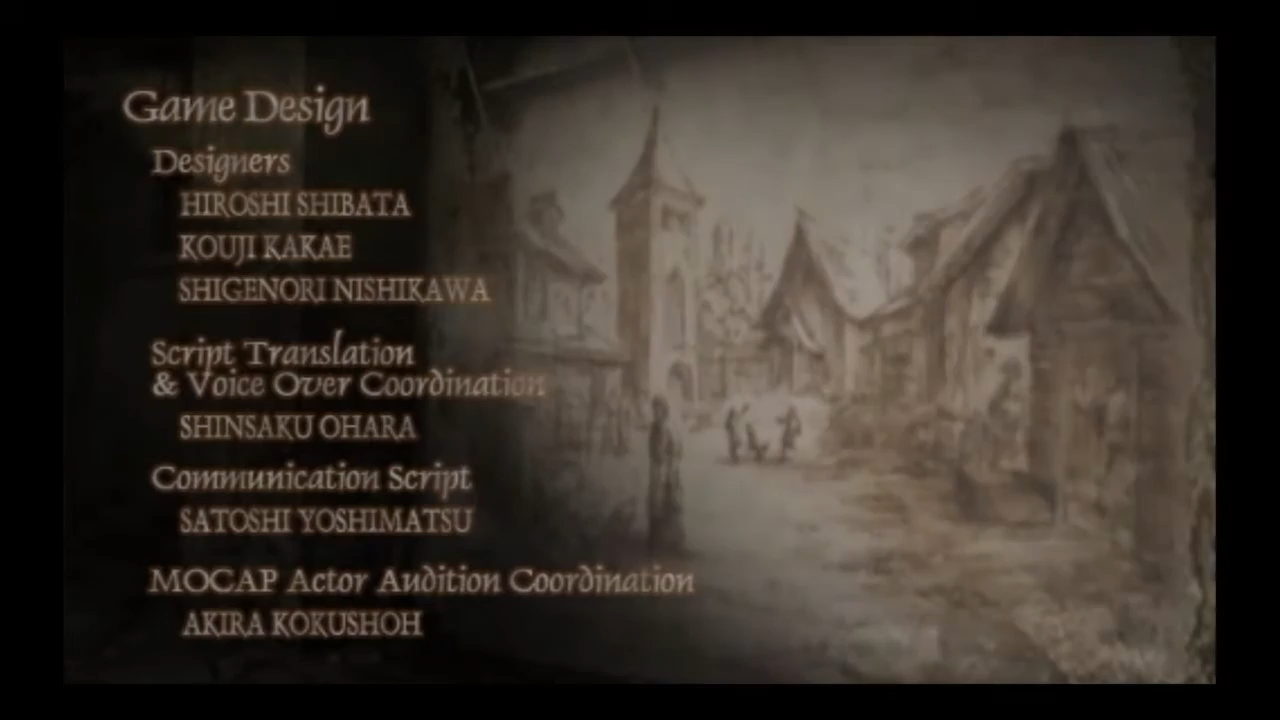 Game Design
Designers
HIROSHI SHIBATA
KOUJI KAKAE
SHIGENORI NISHIKAWA
Script Translation
& Voice Over Coordination
SHINSAKU OHARA
Communication Script
SATOSHI YOSHIMATSU
MOCAP Actor Audition Coordination
AKIRA KOKUSHOH